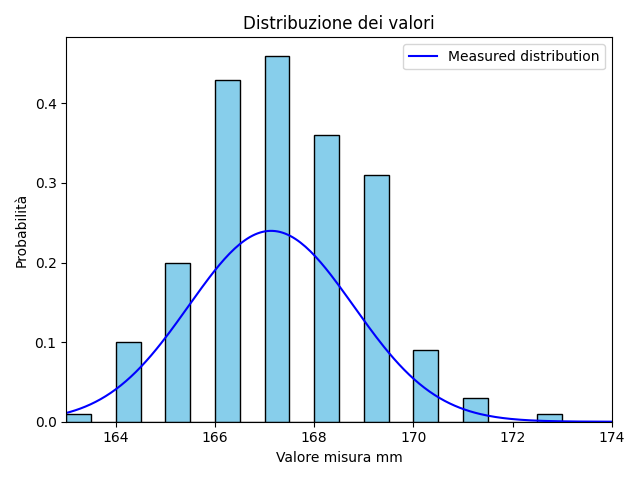 Distribuzione dei valori
Measured distribution
Probabilità
0.4
0.3
0.2
0.1
0.0
164 166 168 170 172 174
Valore misura mm